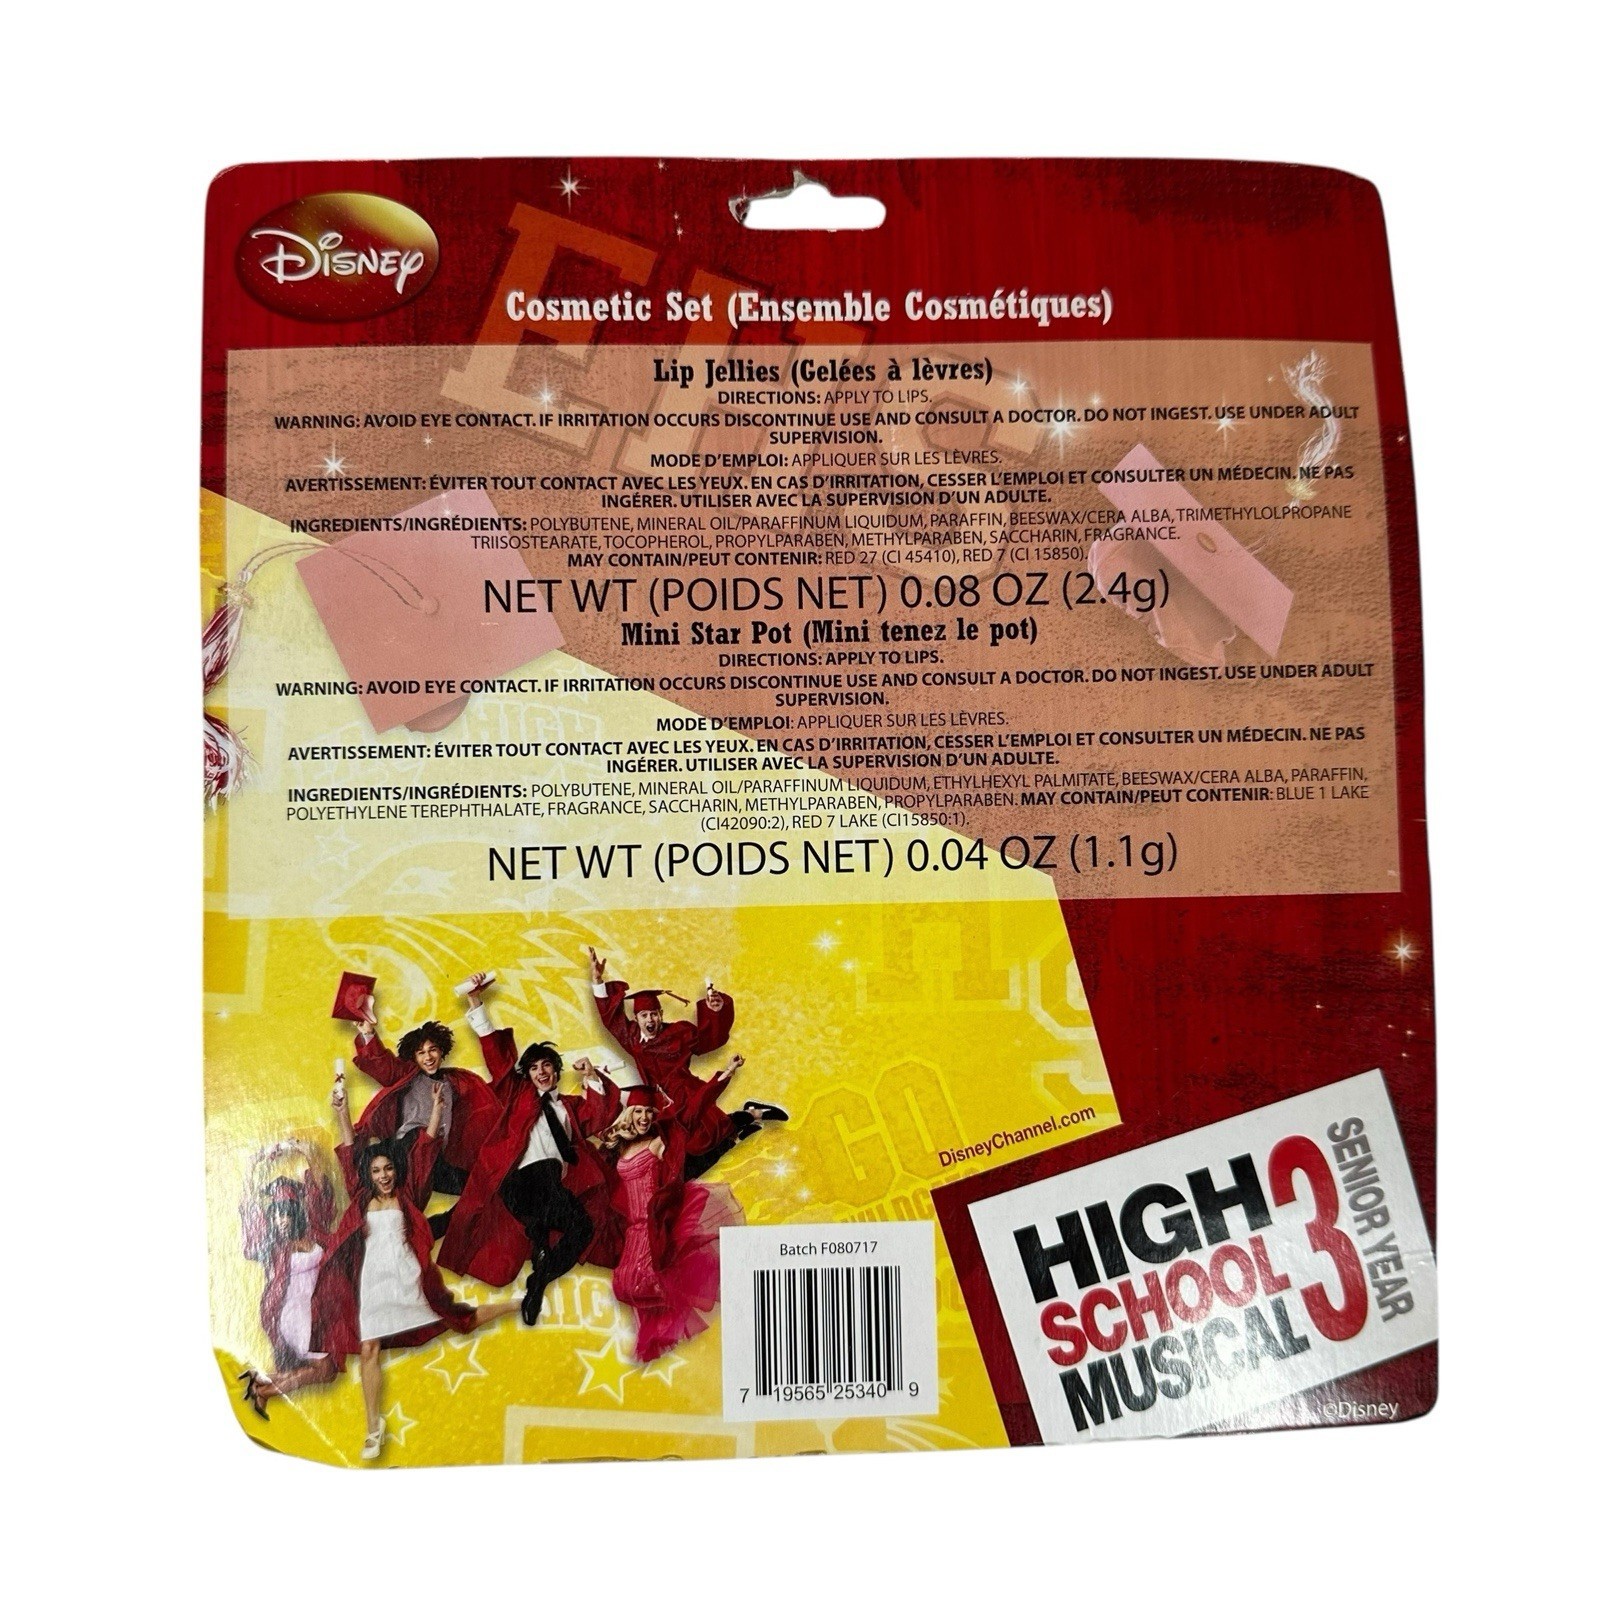 Disney
EHS
Cosmetic Set (Ensemble Cosmétiques)
Lip Jellies (Gelées à lèvres)
DIRECTIONS: APPLY TO LIPS.
WARNING: AVOID EYE CONTACT. IF IRRITATION OCCURS DISCONTINUE USE AND CONSULT A DOCTOR. DO NOT INGEST. USE UNDER ADULT
SUPERVISION.
MODE D'EMPLOI: APPLIQUER SUR LES LÈVRES.
AVERTISSEMENT: ÉVITER TOUT CONTACT AVEC LES YEUX. EN CAS D'IRRITATION, CESSER L'EMPLOI ET CONSULTER UN MÉDECIN. NE PAS
INGÉRER. UTILISER AVEC LA SUPERVISION D'UN ADULTE.
INGREDIENTS/INGRÉDIENTS: POLYBUTENE, MINERAL OIL/PARAFFINUM LIQUIDUM, PARAFFIN, BEESWAX/CERA ALBA, TRIMETHYLOLPROPANE
TRIISOSTEARATE, TOCOPHEROL, PROPYLPARABEN, METHYLPARABEN, SACCHARIN, FRAGRANCE.
MAY CONTAIN/PEUT CONTENIR: RED 27 (CI 45410), RED 7 (CI 15850).
NET WT (POIDS NET) 0.08 OZ (2.4g)
Mini Star Pot (Mini tenez le pot)
DIRECTIONS: APPLY TO LIPS.
WARNING: AVOID EYE CONTACT. IF IRRITATION OCCURS DISCONTINUE USE AND CONSULT A DOCTOR. DO NOT INGEST. USE UNDER ADULT
SUPERVISION.
MODE D'EMPLOI: APPLIQUER SUR LES LÈVRES.
AVERTISSEMENT: ÉVITER TOUT CONTACT AVEC LES YEUX. EN CAS D'IRRITATION, CESSER L'EMPLOI ET CONSULTER UN MÉDECIN. NE PAS
INGÉRER. UTILISER AVEC LA SUPERVISION D'UN ADULTE.
INGREDIENTS/INGRÉDIENTS: POLYBUTENE, MINERAL OIL/PARAFFINUM LIQUIDUM, ETHYLHEXYL PALMITATE, BEESWAX/CERA ALBA, PARAFFIN,
POLYETHYLENE TEREPHTHALATE, FRAGRANCE, SACCHARIN, METHYLPARABEN, PROPYLPARABEN. MAY CONTAIN/PEUT CONTENIR: BLUE 1 LAKE
(CI42090:2), RED 7 LAKE (CI15850:1).
NET WT (POIDS NET) 0.04 OZ (1.1g)
GO
DisneyChannel.com
Batch F080717
7 19565 25340 9
HIGH
SCHOOL
MUSICAL
3
SENIOR YEAR
©Disney